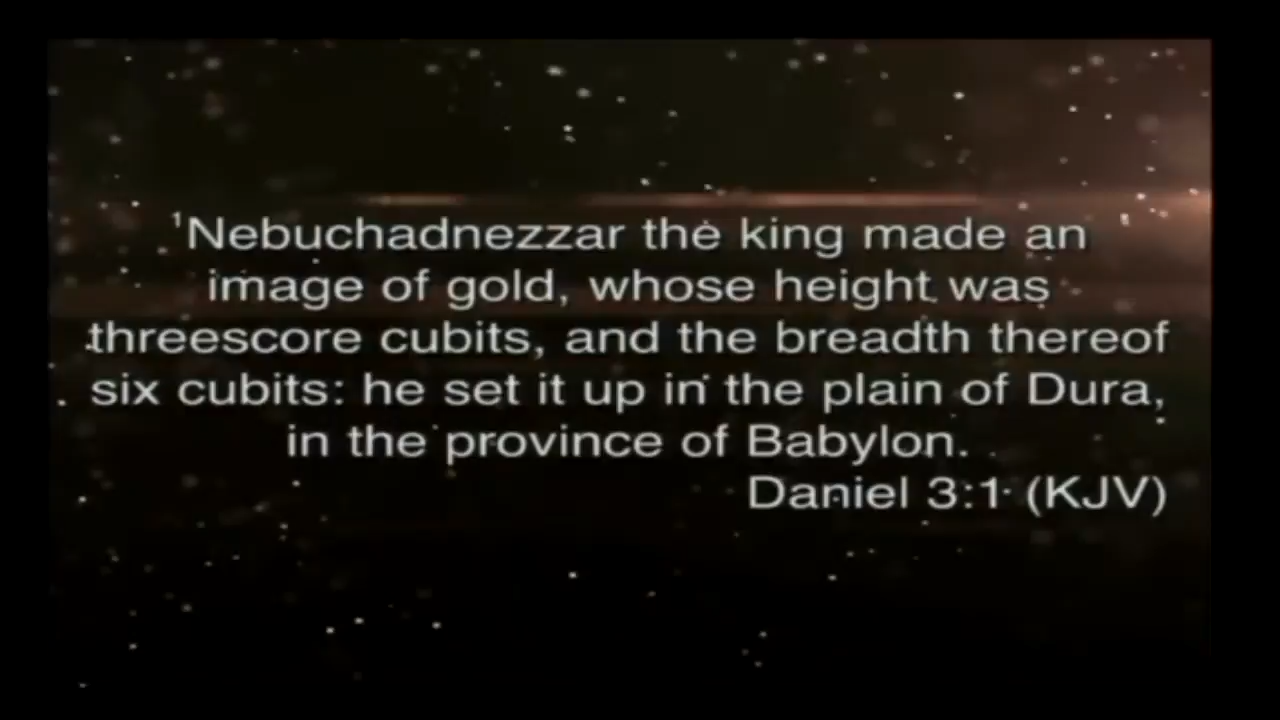 ¹Nebuchadnezzar the king made an
image of gold, whose height was
threescore cubits, and the breadth thereof
six cubits: he set it up in the plain of Dura,
in the province of Babylon.
Daniel 3:1 (KJV)